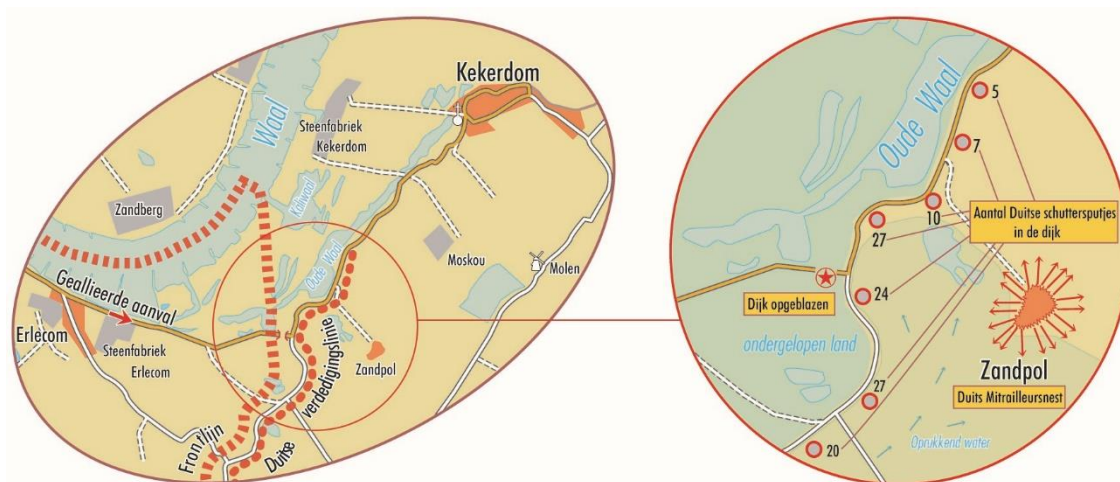 Kekerdom
Waal
Steenfabriek
Kekerdom
Zandberg
Kaliwaal
Oude Waal
Moskou
Molen
Geallieerde aanval
Erlecom
Steenfabriek
Erlecom
Zandpol
Frontlijn
Duitse verdedigingslinie
Oude Waal
5
7
10
Aantal Duitse schuttersputjes
in de dijk
27
24
Dijk opgeblazen
ondergelopen land
Zandpol
27
Duits Mitrailleursnest
Oprukkend water
20